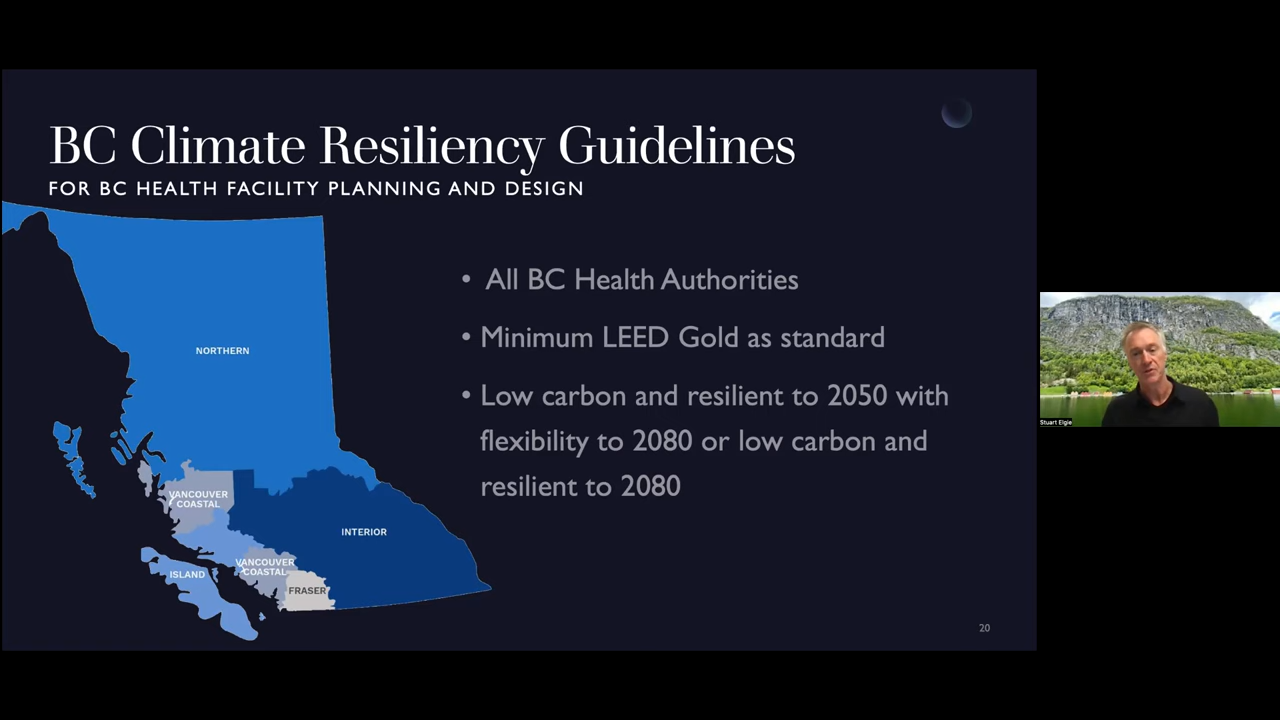 BC Climate Resiliency Guidelines
FOR BC HEALTH FACILITY PLANNING AND DESIGN
• All BC Health Authorities
• Minimum LEED Gold as standard
• Low carbon and resilient to 2050 with
flexibility to 2080 or low carbon and
resilient to 2080
NORTHERN
VANCOUVER
COASTAL
INTERIOR
VANCOUVER
COASTAL
ISLAND
FRASER
20
Stuart Elgie